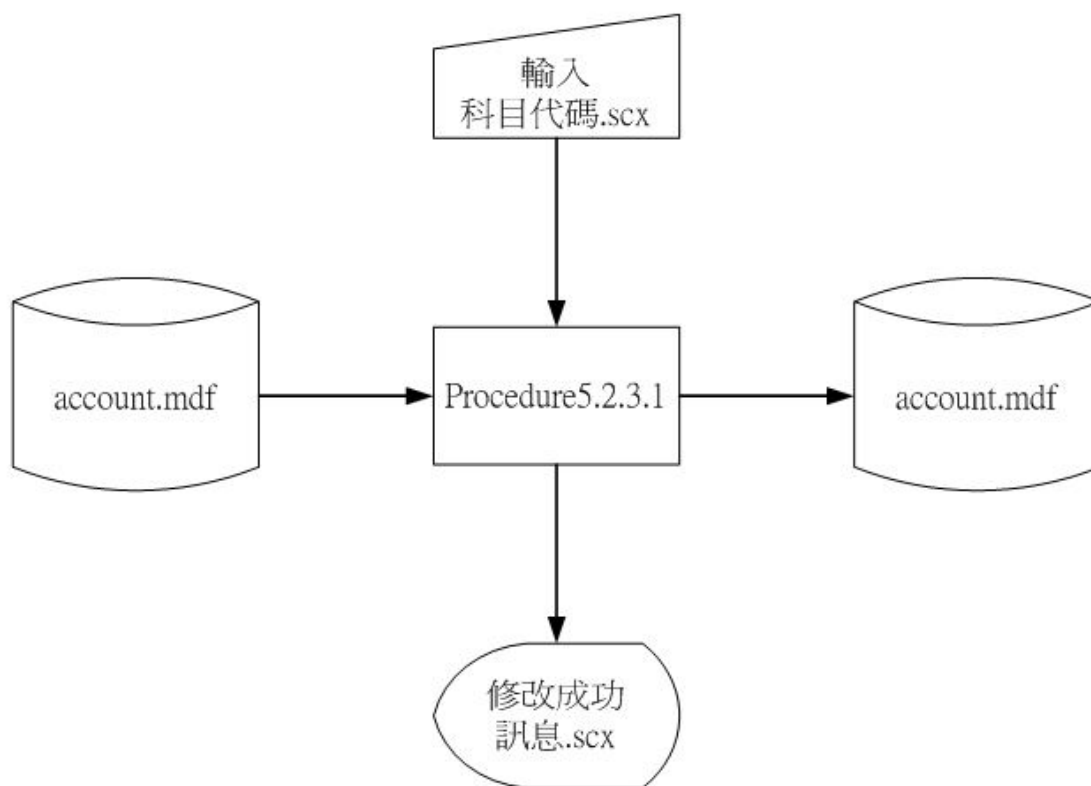 輸入
科目代碼.scx
account.mdf
Procedure5.2.3.1
account.mdf
修改成功
訊息.scx